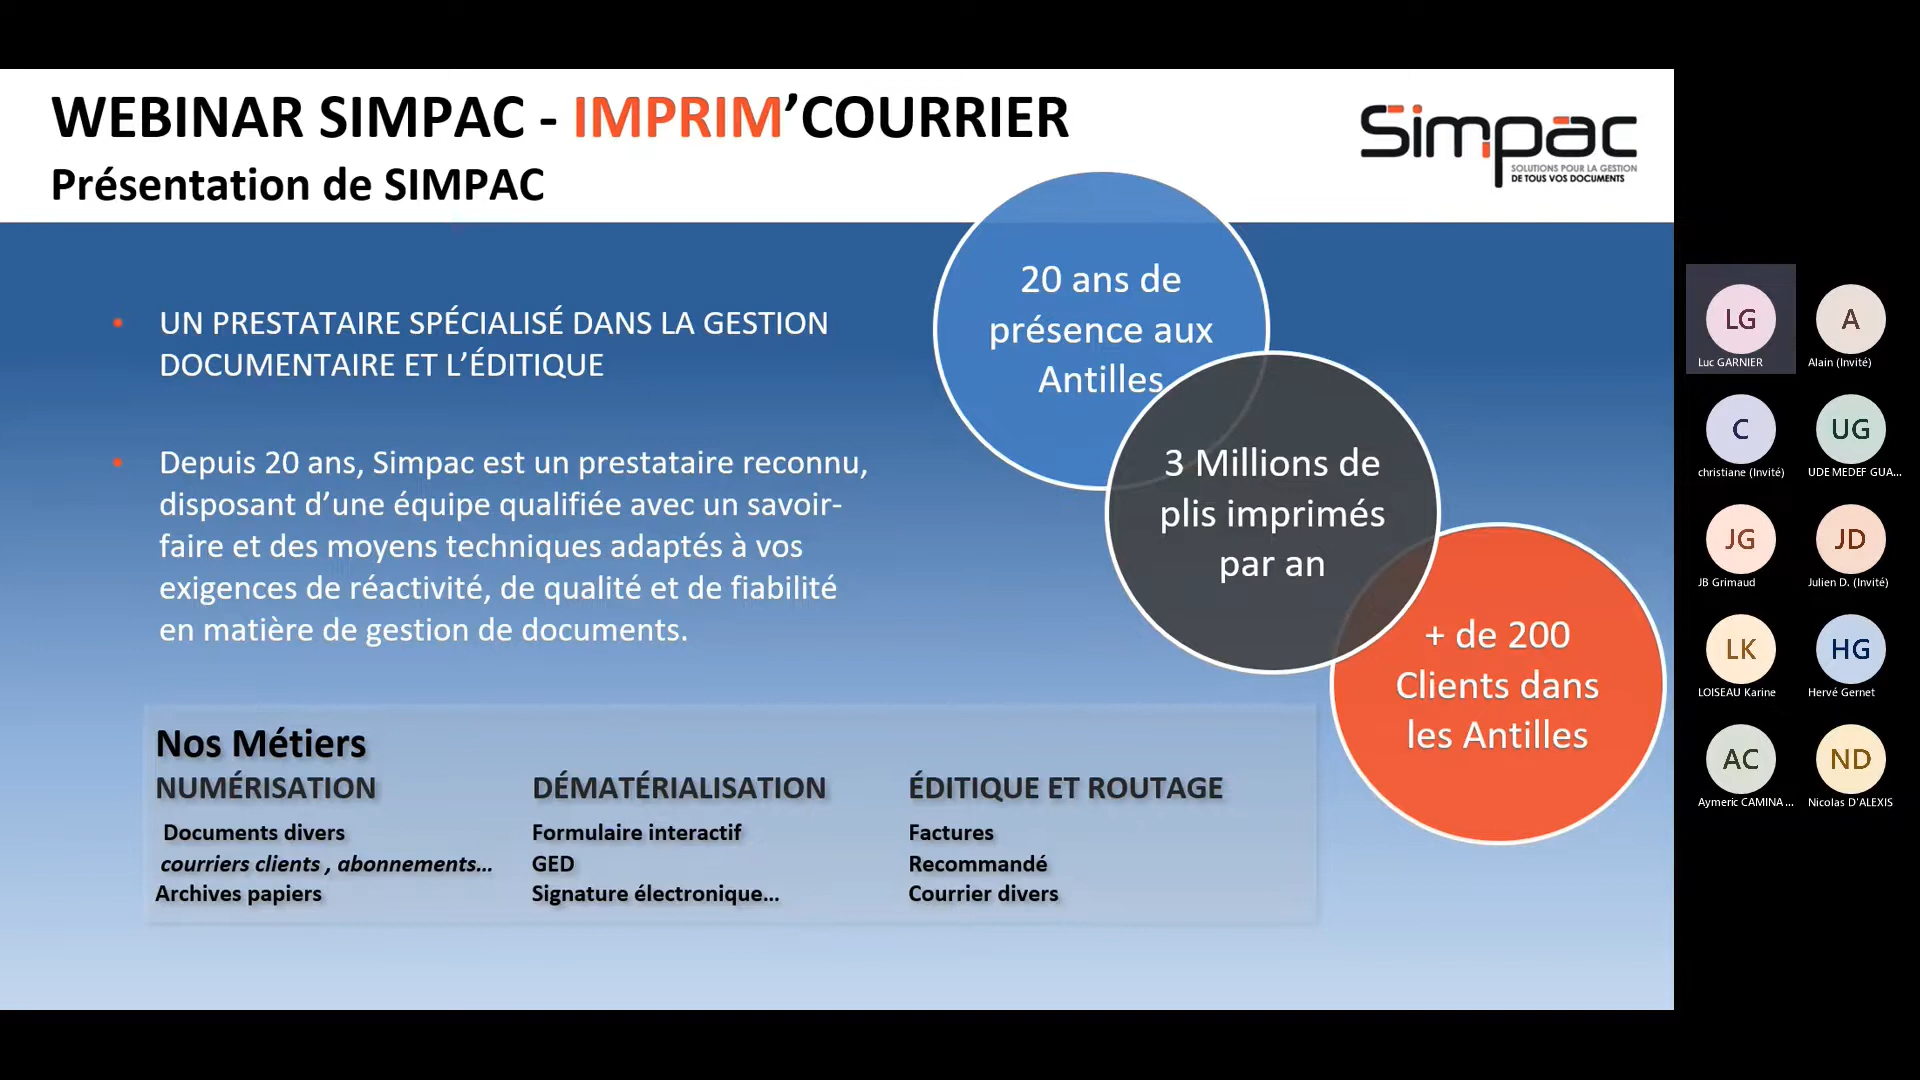 WEBINAR SIMPAC - IMPRIM’COURRIER
Présentation de SIMPAC
Simpac
SOLUTIONS POUR LA GESTION
DE TOUS VOS DOCUMENTS
• UN PRESTATAIRE SPÉCIALISÉ DANS LA GESTION
DOCUMENTAIRE ET L’ÉDITIQUE
• Depuis 20 ans, Simpac est un prestataire reconnu,
disposant d’une équipe qualifiée avec un savoir-
faire et des moyens techniques adaptés à vos
exigences de réactivité, de qualité et de fiabilité
en matière de gestion de documents.
20 ans de
présence aux
Antilles
3 Millions de
plis imprimés
par an
+ de 200
Clients dans
les Antilles
Nos Métiers
NUMÉRISATION
Documents divers
courriers clients , abonnements...
Archives papiers
DÉMATÉRIALISATION
Formulaire interactif
GED
Signature électronique...
ÉDITIQUE ET ROUTAGE
Factures
Recommandé
Courrier divers
LG
Luc GARNIER
A
Alain (Invité)
C
christiane (Invité)
UG
UDE MEDEF GUA...
JG
JB Grimaud
JD
Julien D. (Invité)
LK
LOISEAU Karine
HG
Hervé Gernet
AC
Aymeric CAMINA...
ND
Nicolas D'ALEXIS